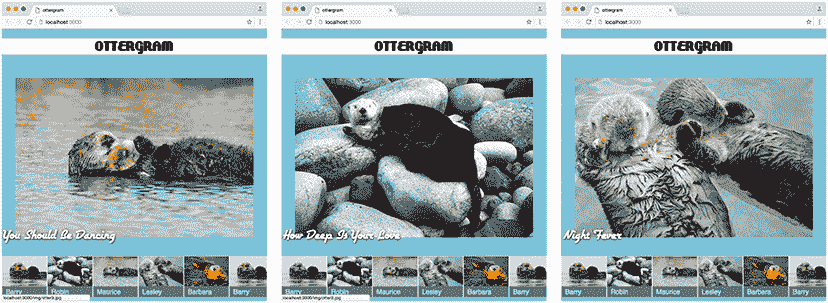 ottergram
localhost:3000
OTTERGRAM
You Should Be Dancing
Barry Robin Maurice Lesley Barbara Barry
localhost:3000/img/otter3.jpg
ottergram
localhost:3000
OTTERGRAM
How Deep Is Your Love
Barry Robin Maurice Lesley Barbara Barry
localhost:3000/img/otter2.jpg
ottergram
localhost:3000
OTTERGRAM
Night Fever
Barry Robin Maurice Lesley Barbara Barry